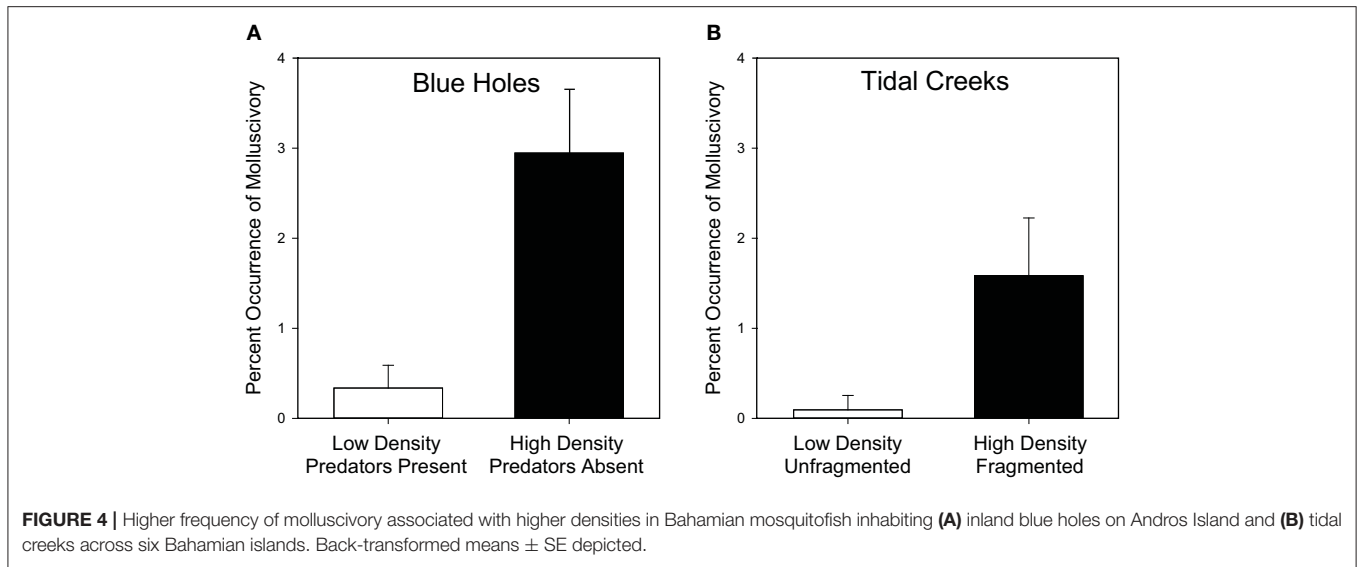 A
Blue Holes
Percent Occurrence of Molluscivory
4
3
2
1
0
Low Density
Predators Present
High Density
Predators Absent
B
Tidal Creeks
Percent Occurrence of Molluscivory
4
3
2
1
0
Low Density
Unfragmented
High Density
Fragmented
FIGURE 4 | Higher frequency of molluscivory associated with higher densities in Bahamian mosquitofish inhabiting (A) inland blue holes on Andros Island and (B) tidal
creeks across six Bahamian islands. Back-transformed means ± SE depicted.